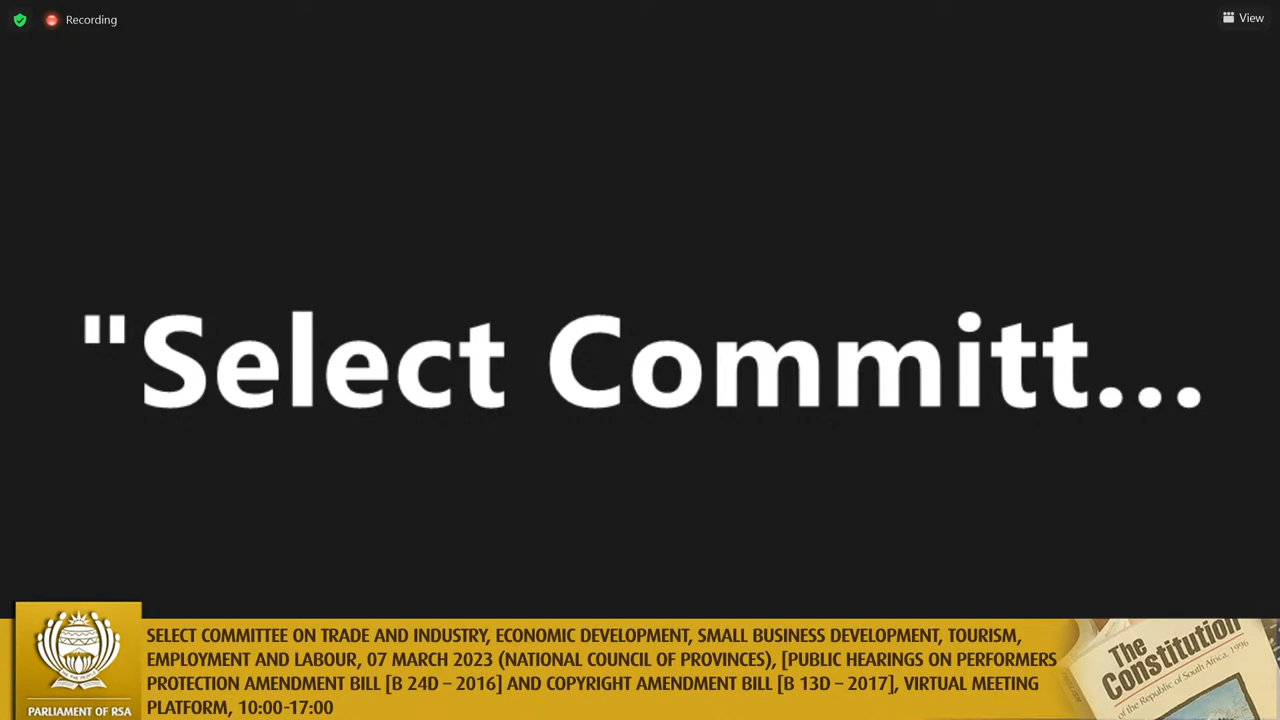 Recording
View
"Select Committ...
SELECT COMMITTEE ON TRADE AND INDUSTRY, ECONOMIC DEVELOPMENT, SMALL BUSINESS DEVELOPMENT, TOURISM,
EMPLOYMENT AND LABOUR, 07 MARCH 2023 (NATIONAL COUNCIL OF PROVINCES), [PUBLIC HEARINGS ON PERFORMERS
PROTECTION AMENDMENT BILL [B 24D – 2016] AND COPYRIGHT AMENDMENT BILL [B 13D – 2017], VIRTUAL MEETING
PLATFORM, 10:00-17:00
PARLIAMENT OF RSA
The
Constitution
of the Republic of South Africa, 1996